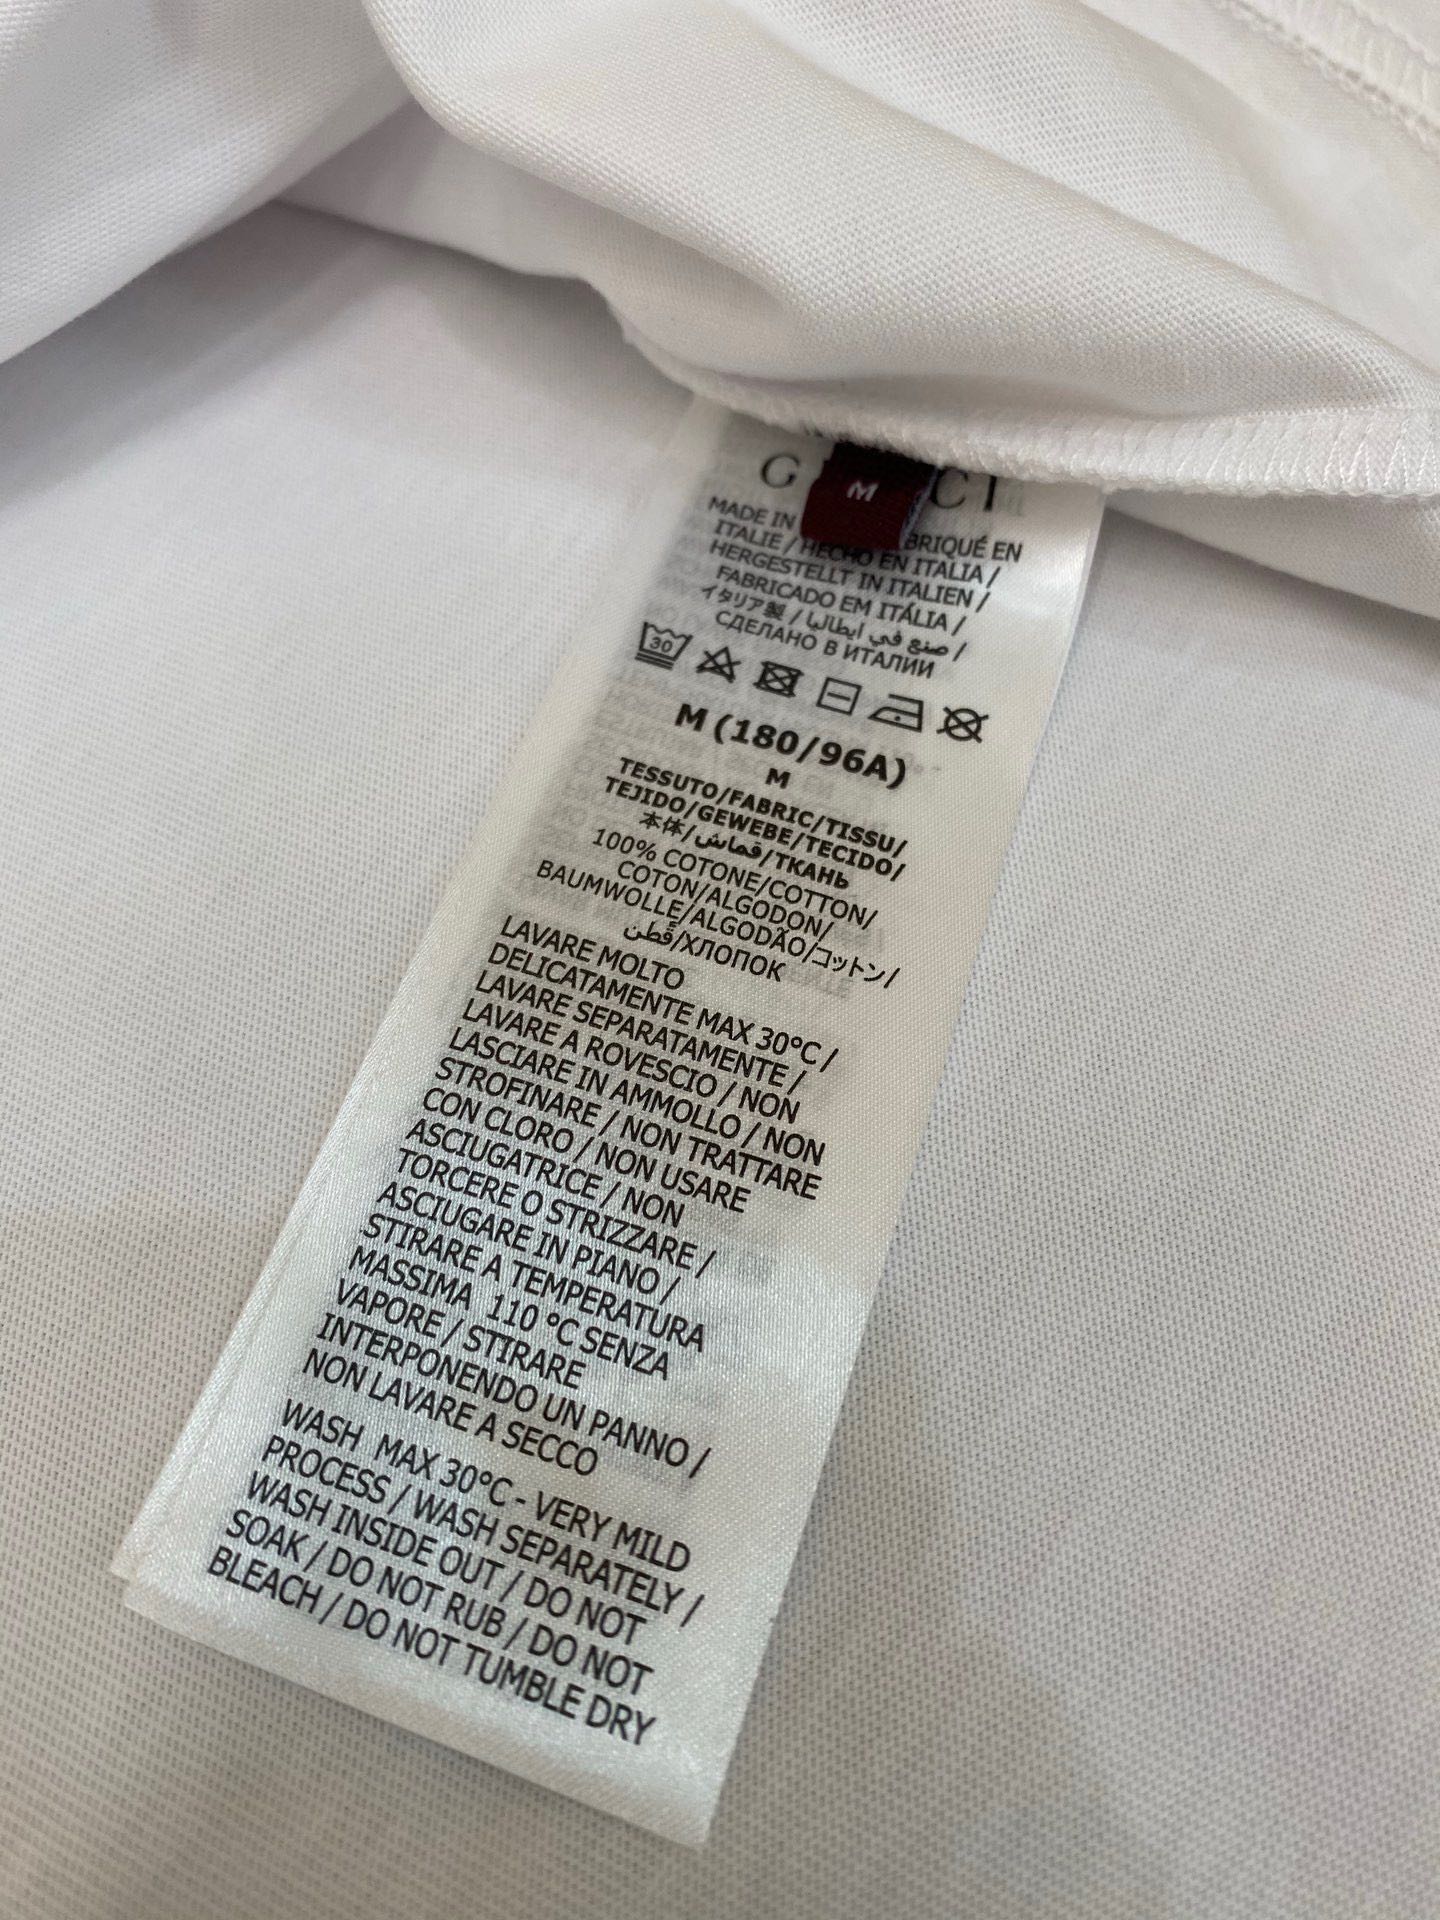 G CI
M
MADE IN BRIQUÉ EN
ITALIE / HECHO EN ITALIA /
HERGESTELLT IN ITALIEN /
FABRICADO EM ITÁLIA /
イタリア製 / صنع في ايطاليا /
СДЕЛАНО В ИТАЛИИ
30
M (180/96A)
M
TESSUTO/FABRIC/TISSU/
TEJIDO/GEWEBE/TECIDO/
本体/قماش/ТКАНЬ
100% COTONE/COTTON/
COTON/ALGODON/
BAUMWOLLE/ALGODÃO/コットン/
قُطن/ХЛОПОК
LAVARE MOLTO
DELICATAMENTE MAX 30°C /
LAVARE SEPARATAMENTE /
LAVARE A ROVESCIO / NON
LASCIARE IN AMMOLLO / NON
STROFINARE / NON TRATTARE
CON CLORO / NON USARE
ASCIUGATRICE / NON
TORCERE O STRIZZARE /
ASCIUGARE IN PIANO /
STIRARE A TEMPERATURA
MASSIMA 110 °C SENZA
VAPORE / STIRARE
INTERPONENDO UN PANNO /
NON LAVARE A SECCO
WASH MAX 30°C - VERY MILD
PROCESS / WASH SEPARATELY /
WASH INSIDE OUT / DO NOT
SOAK / DO NOT RUB / DO NOT
BLEACH / DO NOT TUMBLE DRY